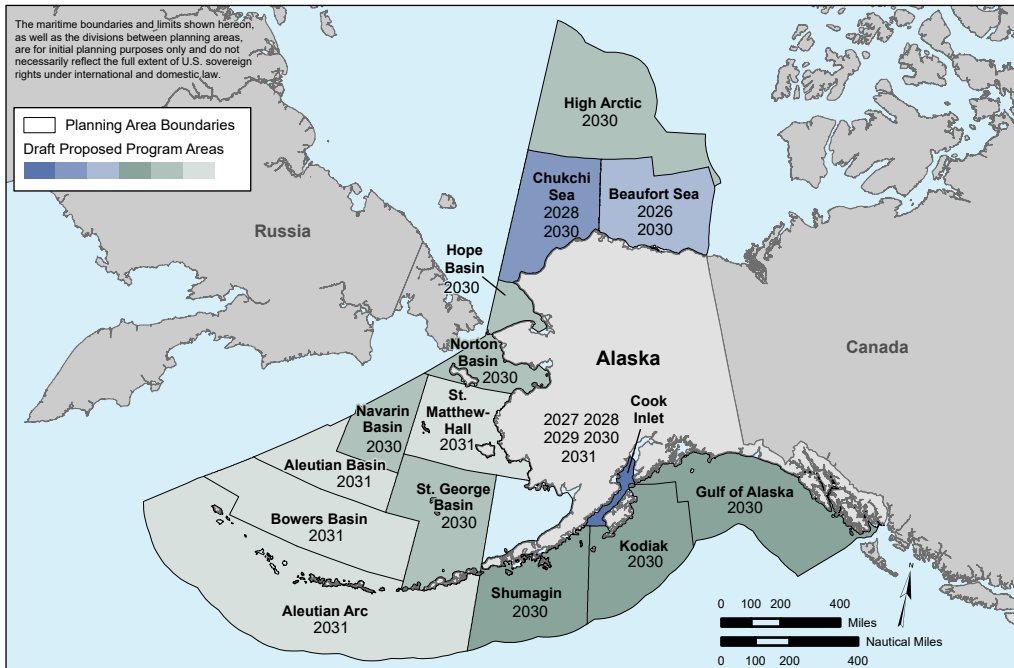 The maritime boundaries and limits shown hereon,
as well as the divisions between planning areas,
are for initial planning purposes only and do not
necessarily reflect the full extent of U.S. sovereign
rights under international and domestic law.
Planning Area Boundaries
Draft Proposed Program Areas
High Arctic
2030
Chukchi
Sea
2028
2030
Beaufort Sea
2026
2030
Russia
Hope
Basin
2030
Norton
Basin
2030
Alaska
Canada
Navarin
Basin
2030
St.
Matthew-
Hall
2031
2027 2028
2029 2030
2031
Cook
Inlet
Aleutian Basin
2031
St. George
Basin
2030
Gulf of Alaska
2030
Bowers Basin
2031
Kodiak
2030
Shumagin
2030
Aleutian Arc
2031
N
0 100 200 400
Miles
Nautical Miles
0 100 200 400